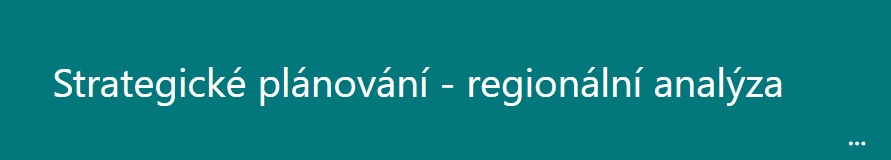 Strategické plánování - regionální analýza
...